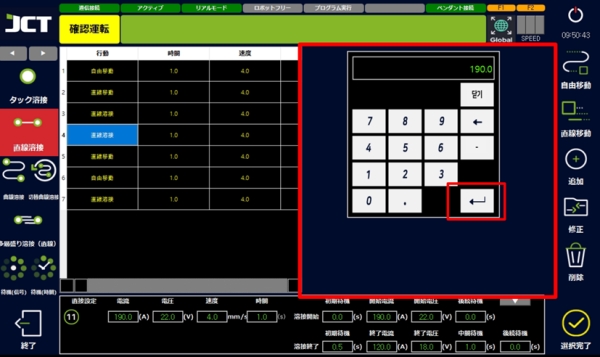 通信接続 アクティブ リアルモード ロボットフリー プログラム実行 ペンダント接続 F1 F2
JCT 確認運転 Global SPEED 09:50:43
行動 時間 速度
1 自由移動 1.0 4.0
2 直線移動 1.0 4.0
3 直線溶接 1.0 4.0
4 直線溶接 1.0 4.0
5 直線移動 1.0 4.0
6 自由移動 1.0 4.0
7 直線溶接 1.0 4.0
タック溶接
直線溶接
曲線溶接 切替曲線溶接
多層盛り溶接（直線）
待機(信号) 待機(時間)
終了
190.0
닫기
7 8 9 ←
4 5 6 -
1 2 3
0 .
自由移動
直線移動
追加
修正
削除
選択完了
直接設定 電流 電圧 速度 時間
11 190.0 (A) 22.0 (V) 4.0 mm/s 1.0 (s)
初期待機 開始電流 開始電圧 後続待機
溶接開始 0.0 (s) 190.0 (A) 22.0 (V) 0.0 (s)
初期待機 終了電流 終了電圧 中間待機 後続待機
溶接終了 0.5 (s) 120.0 (A) 18.0 (V) 1.0 (s) 0.0 (s)